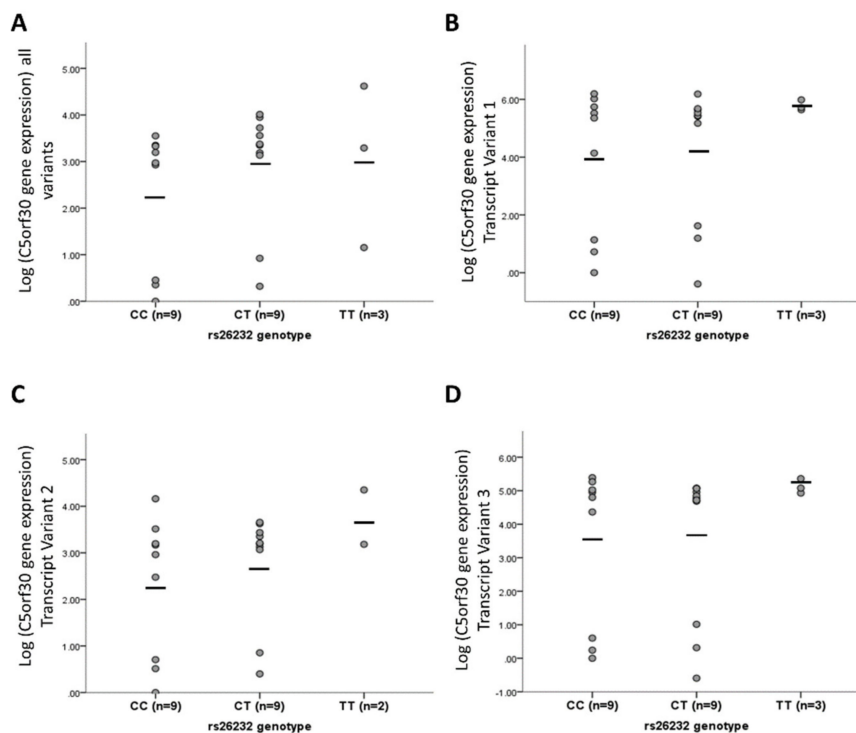 A
Log (C5orf30 gene expression) all
variants
5.00
4.00
3.00
2.00
1.00
.00
CC (n=9) CT (n=9) TT (n=3)
rs26232 genotype
B
Log (C5orf30 gene expression)
Transcript Variant 1
6.00
4.00
2.00
.00
CC (n=9) CT (n=9) TT (n=3)
rs26232 genotype
C
Log (C5orf30 gene expression)
Transcript Variant 2
5.00
4.00
3.00
2.00
1.00
.00
CC (n=9) CT (n=9) TT (n=2)
rs26232 genotype
D
Log (C5orf30 gene expression)
Transcript Variant 3
6.00
5.00
4.00
3.00
2.00
1.00
.00
-1.00
CC (n=9) CT (n=9) TT (n=3)
rs26232 genotype